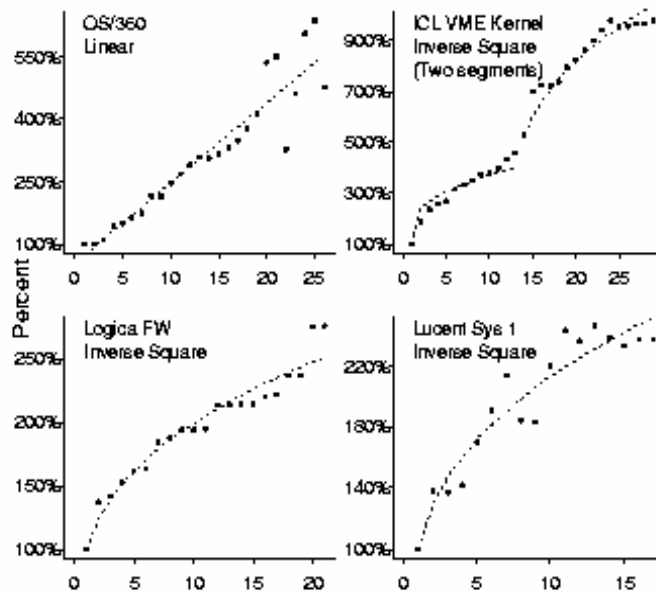 OS/360
Linear
550%
400%
250%
100%
0 5 10 15 20 25
ICL VME Kernel
Inverse Square
(Two segments)
900%
700%
500%
300%
100%
0 5 10 15 20 25
Percent
Logica FW
Inverse Square
250%
200%
150%
100%
0 5 10 15 20
Lucent Sys 1
Inverse Square
220%
180%
140%
100%
0 5 10 15